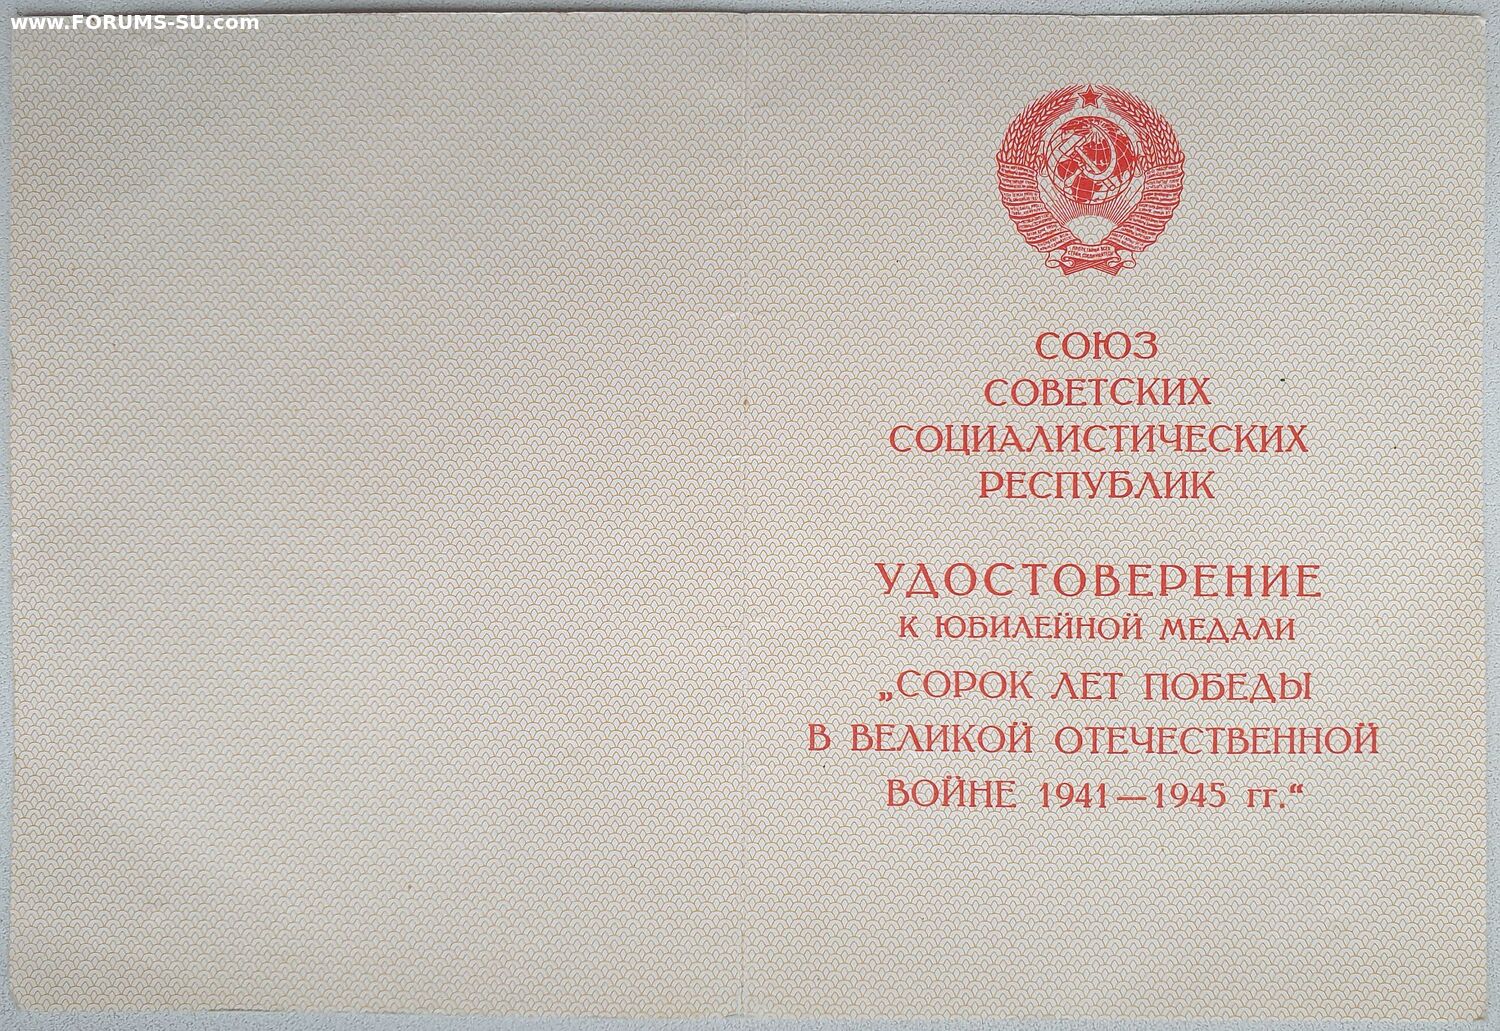 www.FORUMS-SU.com
СОЮЗ
СОВЕТСКИХ
СОЦИАЛИСТИЧЕСКИХ
РЕСПУБЛИК
УДОСТОВЕРЕНИЕ
К ЮБИЛЕЙНОЙ МЕДАЛИ
„СОРОК ЛЕТ ПОБЕДЫ
В ВЕЛИКОЙ ОТЕЧЕСТВЕННОЙ
ВОЙНЕ 1941—1945 гг.“